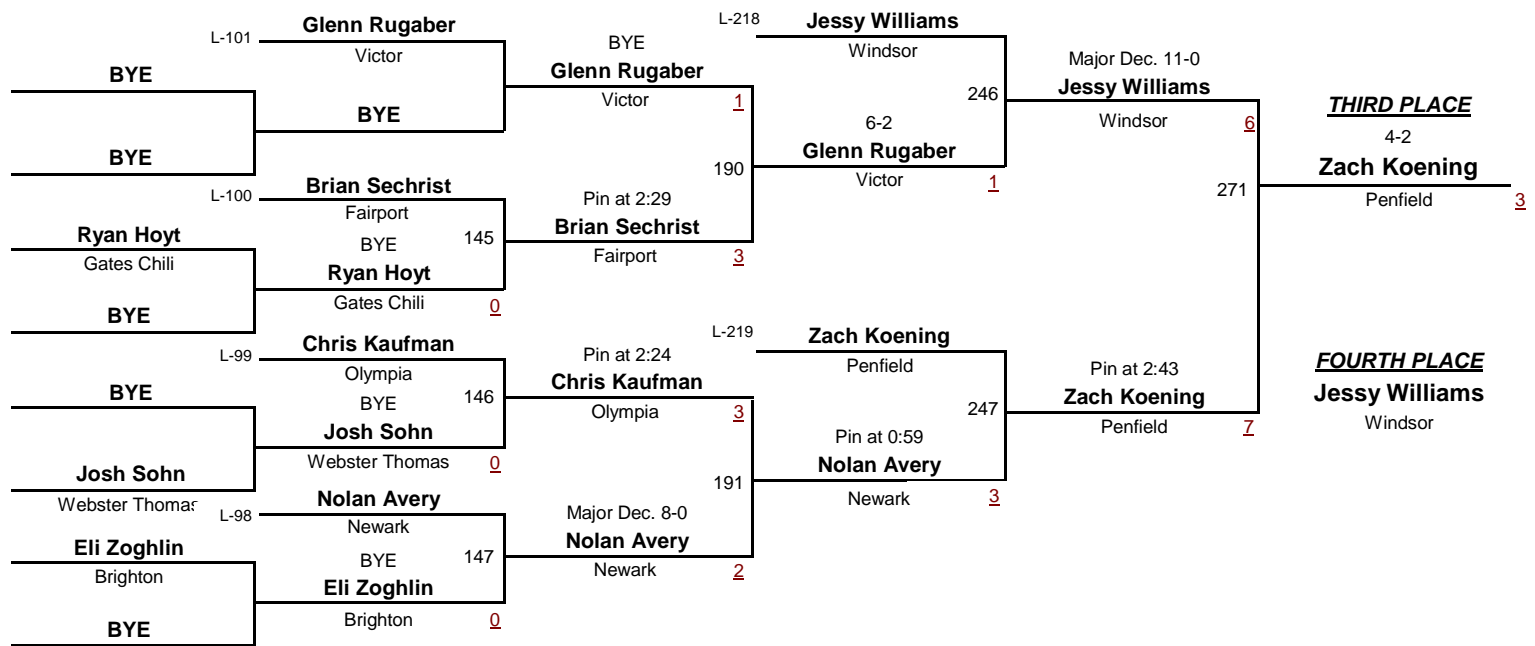 BYE
BYE
Ryan Hoyt
Gates Chili
BYE
BYE
Josh Sohn
Webster Thomas
Eli Zoghlin
Brighton
BYE
L-101
Glenn Rugaber
Victor
BYE
L-100
Brian Sechrist
Fairport
BYE
145
Ryan Hoyt
Gates Chili
0
L-99
Chris Kaufman
Olympia
BYE
146
Josh Sohn
Webster Thomas
0
L-98
Nolan Avery
Newark
BYE
147
Eli Zoghlin
Brighton
0
BYE
Glenn Rugaber
Victor
1
190
Pin at 2:29
Brian Sechrist
Fairport
3
Pin at 2:24
Chris Kaufman
Olympia
3
191
Major Dec. 8-0
Nolan Avery
Newark
2
L-218
Jessy Williams
Windsor
246
6-2
Glenn Rugaber
Victor
1
L-219
Zach Koening
Penfield
247
Pin at 0:59
Nolan Avery
Newark
3
Major Dec. 11-0
Jessy Williams
Windsor
6
271
Pin at 2:43
Zach Koening
Penfield
7
THIRD PLACE
4-2
Zach Koening
Penfield
3
FOURTH PLACE
Jessy Williams
Windsor